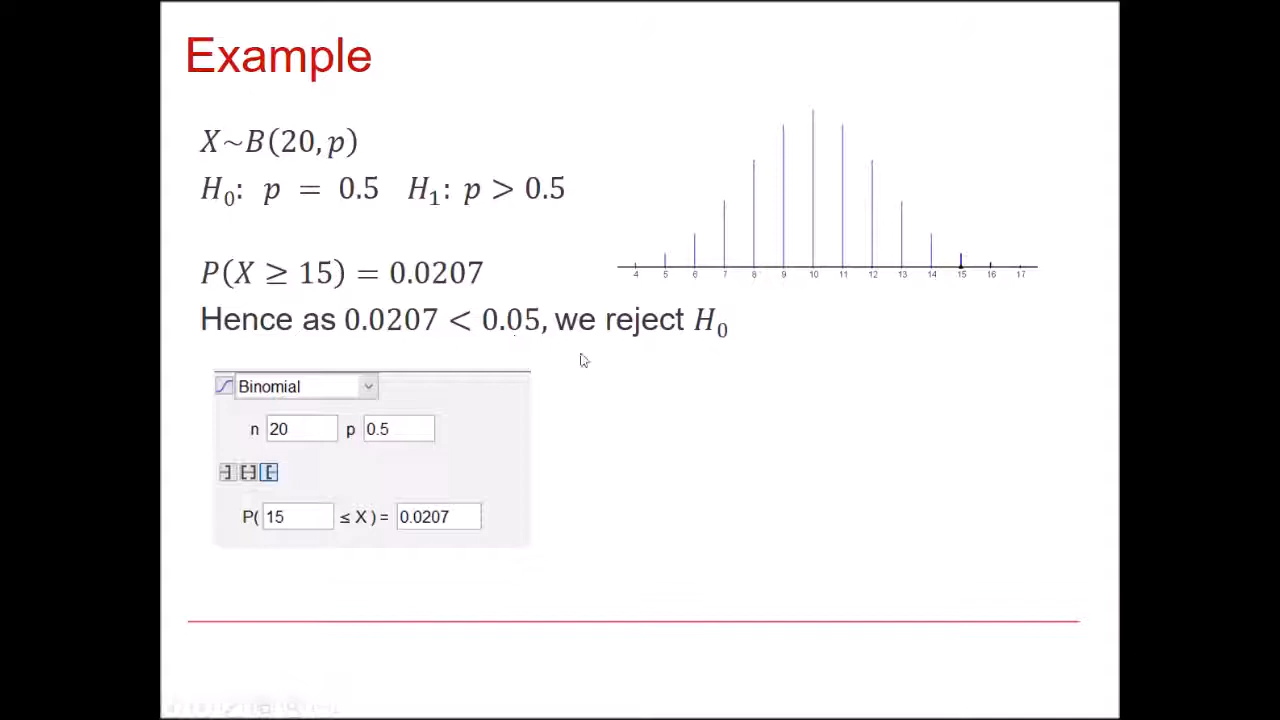 Example
X~B(20, p)
H₀: p = 0.5 H₁: p > 0.5
P(X ≥ 15) = 0.0207
Hence as 0.0207 < 0.05, we reject H₀
4 5 6 7 8 9 10 11 12 13 14 15 16 17
Binomial
n 20 p 0.5
P( 15 ≤ X ) = 0.0207